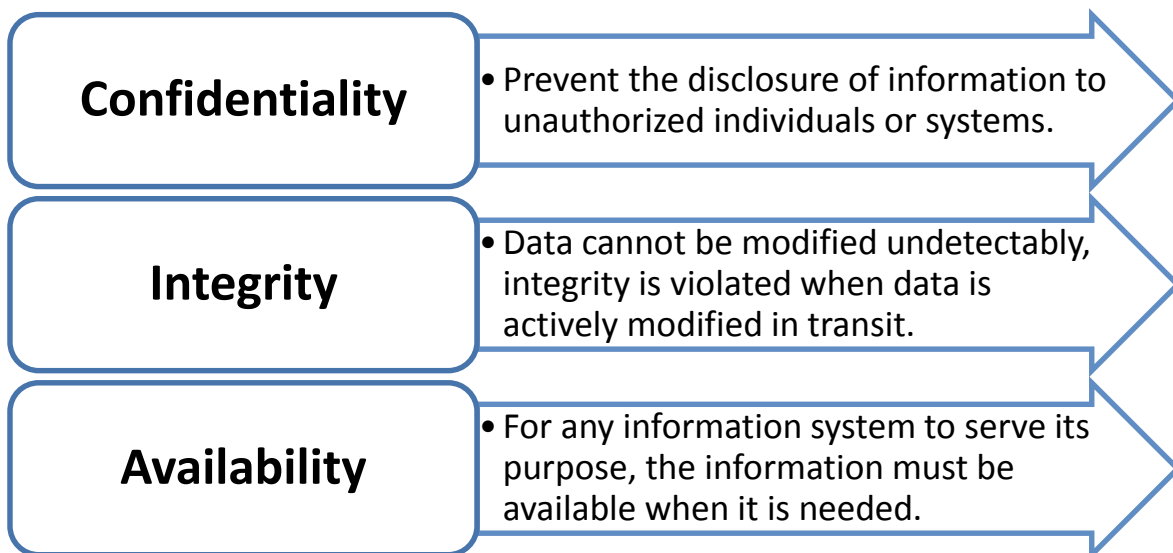 Confidentiality
• Prevent the disclosure of information to
unauthorized individuals or systems.
Integrity
• Data cannot be modified undetectably,
integrity is violated when data is
actively modified in transit.
Availability
• For any information system to serve its
purpose, the information must be
available when it is needed.